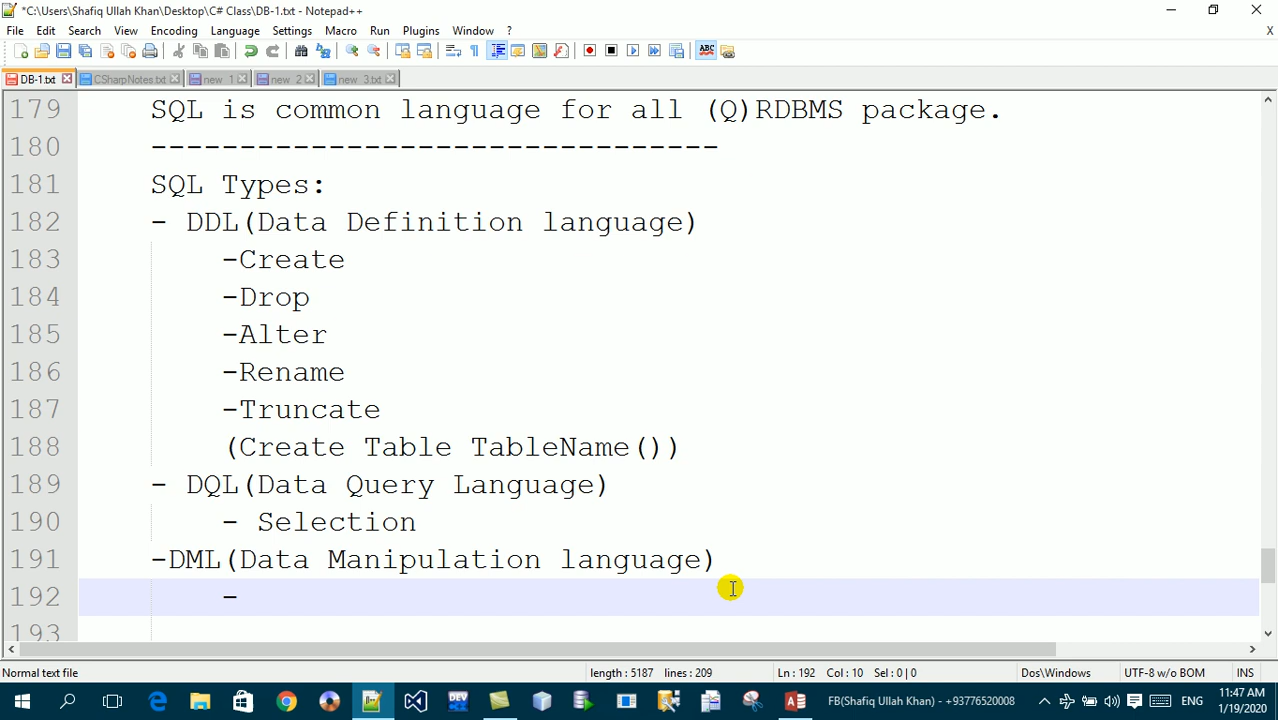 *C:\Users\Shafiq Ullah Khan\Desktop\C# Class\DB-1.txt - Notepad++
File Edit Search View Encoding Language Settings Macro Run Plugins Window ? X
ABC
DB-1.txt CSharpNotes.txt new 1 new 2 new 3.txt
179 SQL is common language for all (Q)RDBMS package.
180 --------------------------------
181 SQL Types:
182 - DDL(Data Definition language)
183 -Create
184 -Drop
185 -Alter
186 -Rename
187 -Truncate
188 (Create Table TableName())
189 - DQL(Data Query Language)
190 - Selection
191 -DML(Data Manipulation language)
192 -
193
Normal text file length : 5187 lines : 209 Ln : 192 Col : 10 Sel : 0 | 0 Dos\Windows UTF-8 w/o BOM INS
DEV FB(Shafiq Ullah Khan) - +93776520008 ENG 11:47 AM
1/19/2020